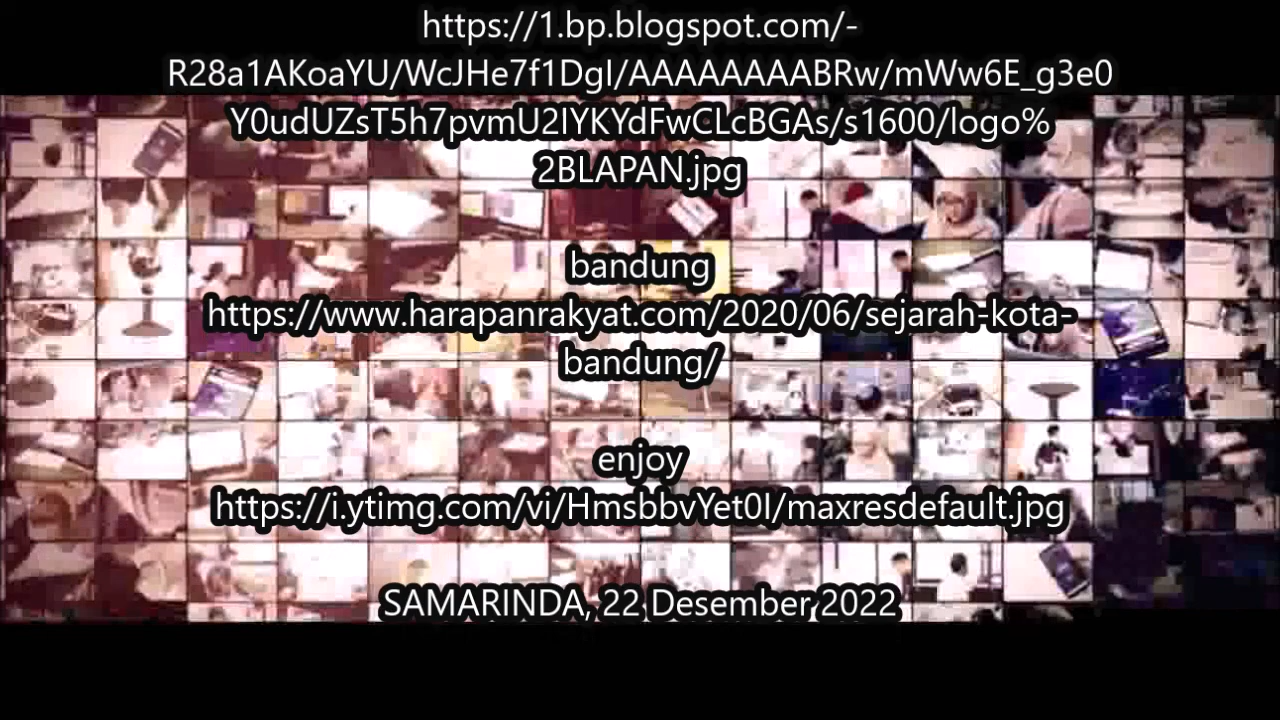 https://1.bp.blogspot.com/-
R28a1AKoaYU/WcJHe7f1DgI/AAAAAAAABRw/mWw6E_g3e0
Y0udUZsT5h7pvmU2IYKYdFwCLcBGAs/s1600/logo%
2BLAPAN.jpg
bandung
https://www.harapanrakyat.com/2020/06/sejarah-kota-
bandung/
enjoy
https://i.ytimg.com/vi/HmsbbvYet0I/maxresdefault.jpg
SAMARINDA, 22 Desember 2022